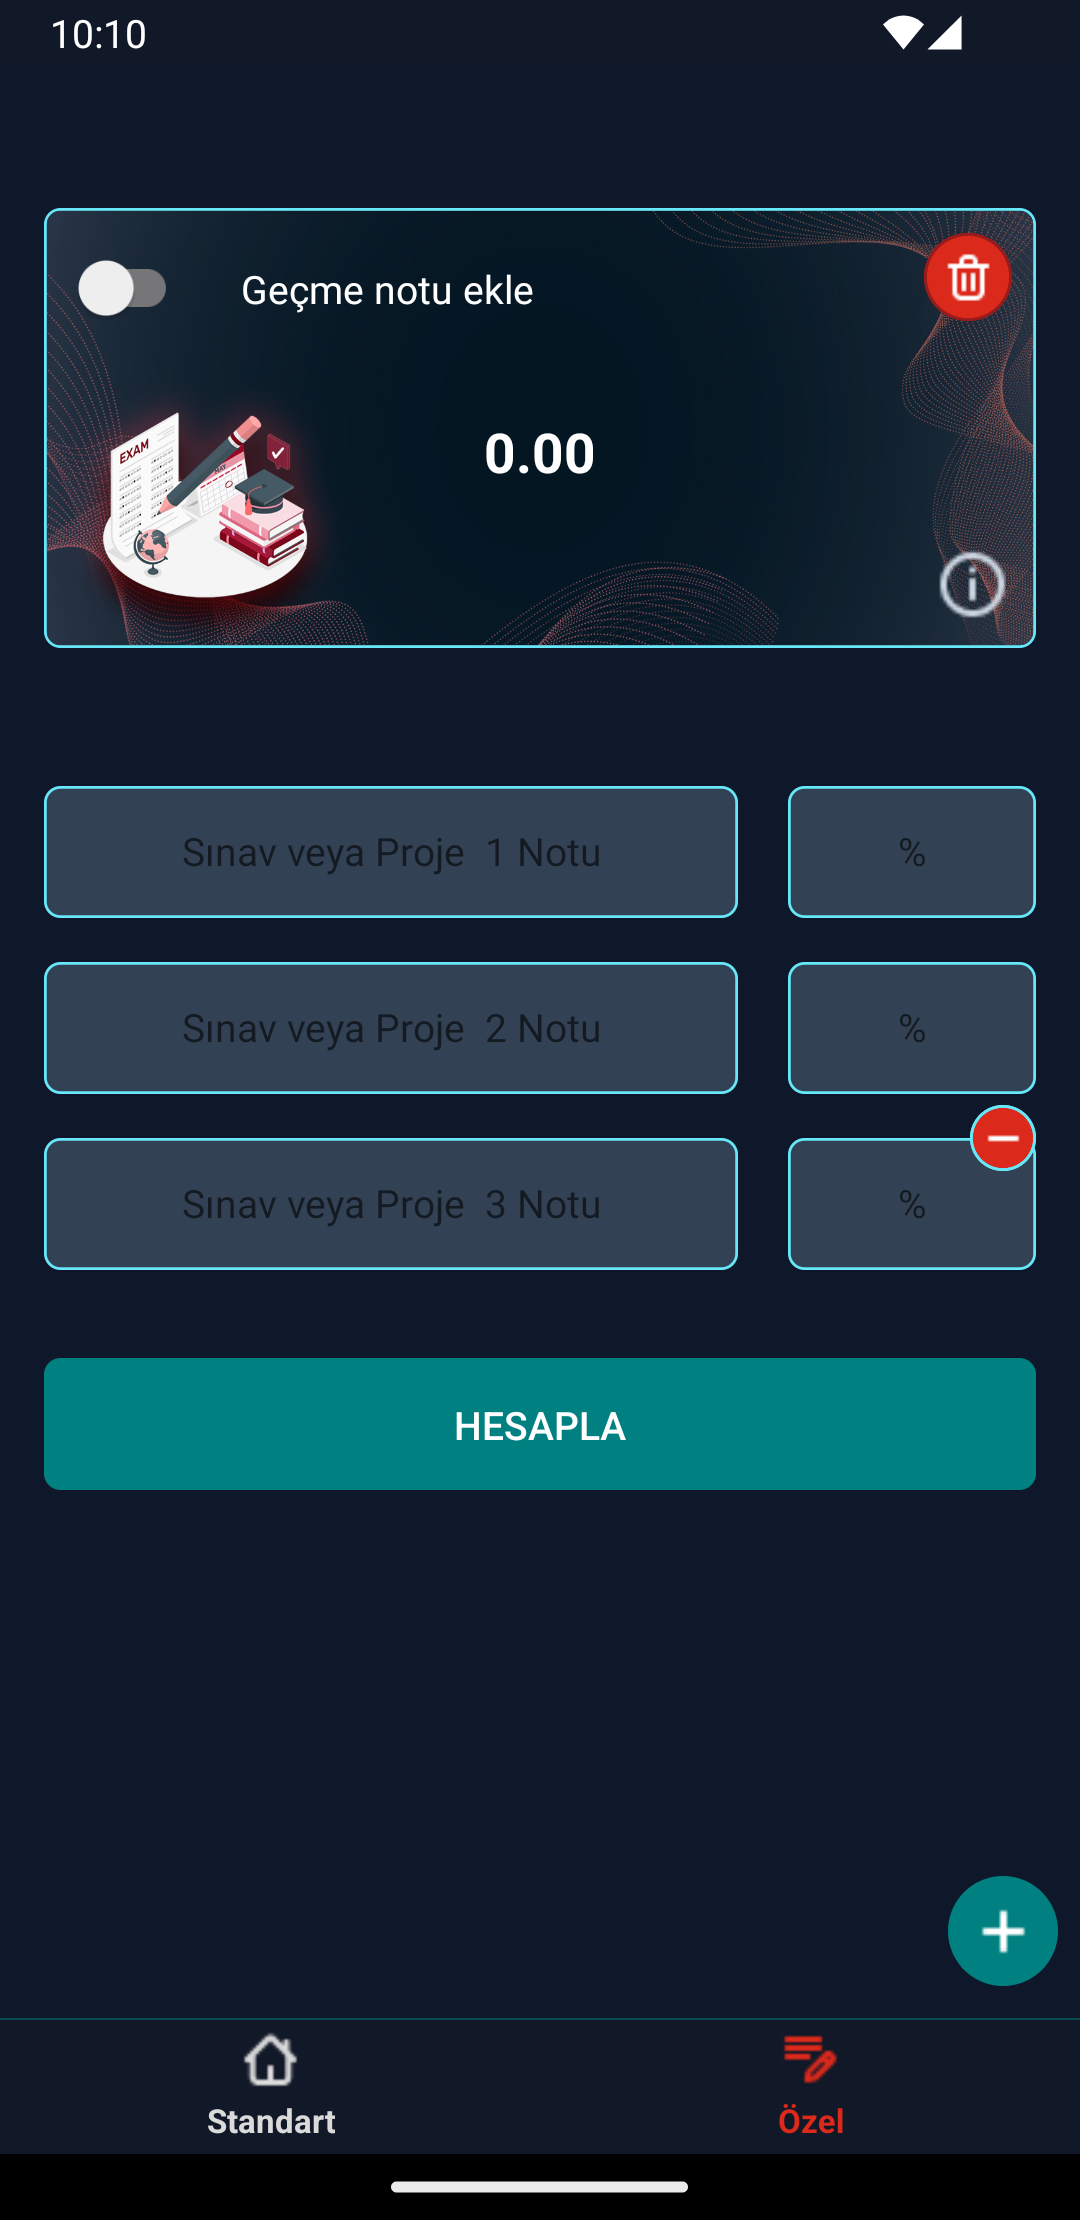 10:10
Geçme notu ekle
EXAM
0.00
Sınav veya Proje  1 Notu
%
Sınav veya Proje  2 Notu
%
Sınav veya Proje  3 Notu
%
HESAPLA
Standart
Özel